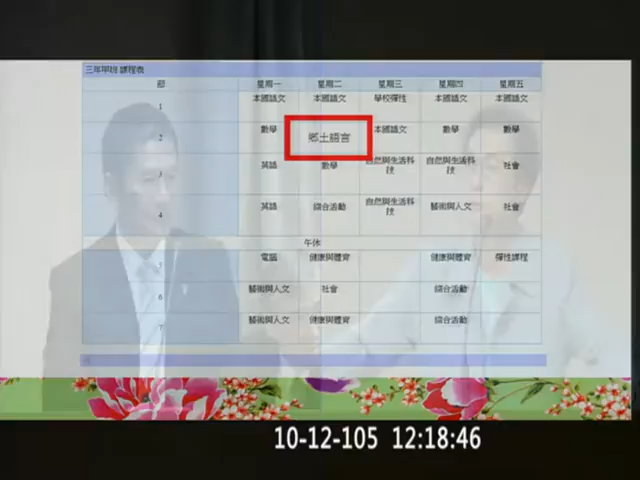 三年甲班 課程表
節 星期一 星期二 星期三 星期四 星期五
1 本國語文 本國語文 學校彈性 本國語文 本國語文
2 數學 鄉土語言 本國語文 數學 數學
3 英語 數學 自然與生活科技 自然與生活科技 社會
4 英語 綜合活動 自然與生活科技 藝術與人文 社會
午休
電腦 健康與體育 健康與體育 彈性課程
6 藝術與人文 社會 綜合活動
7 藝術與人文 健康與體育 綜合活動
10-12-105 12:18:46